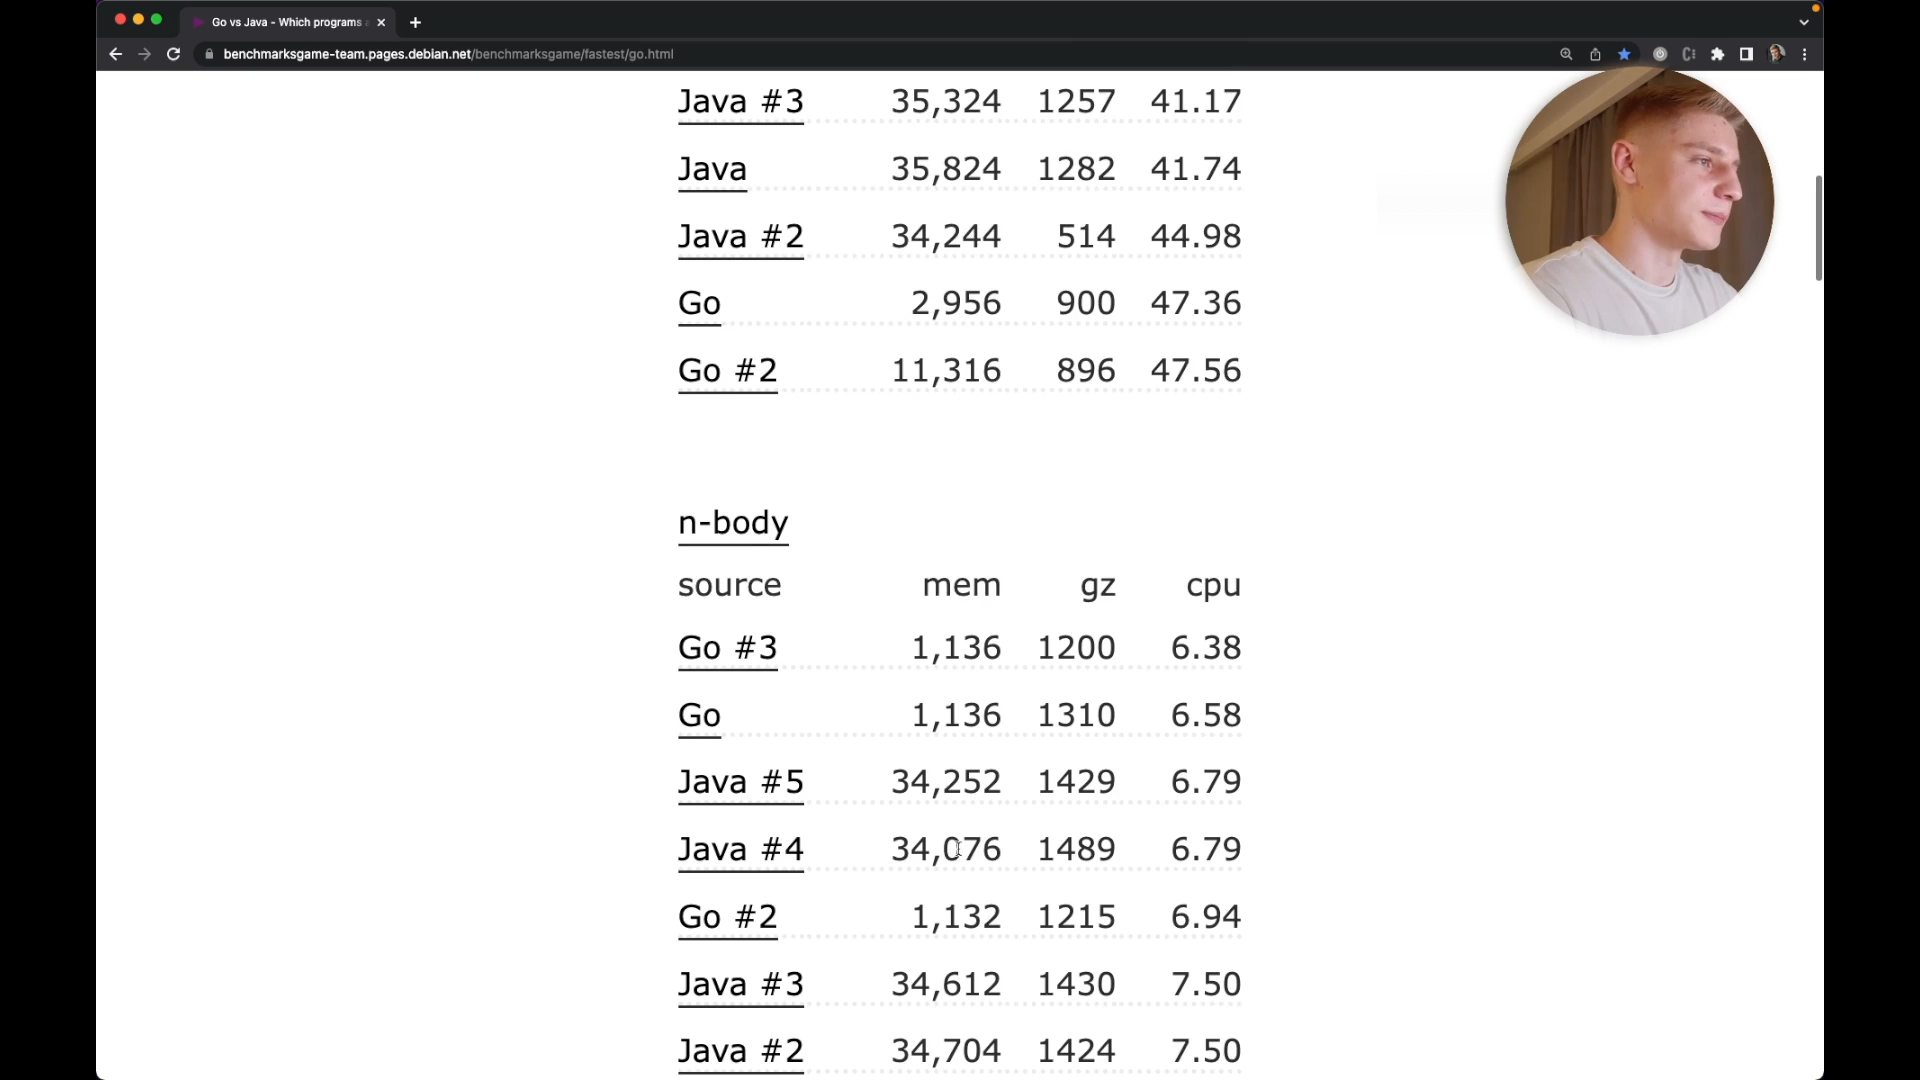 Go vs Java - Which programs
benchmarksgame-team.pages.debian.net/benchmarksgame/fastest/go.html
Java #3 35,324 1257 41.17
Java 35,824 1282 41.74
Java #2 34,244 514 44.98
Go 2,956 900 47.36
Go #2 11,316 896 47.56
n-body
source mem gz cpu
Go #3 1,136 1200 6.38
Go 1,136 1310 6.58
Java #5 34,252 1429 6.79
Java #4 34,076 1489 6.79
Go #2 1,132 1215 6.94
Java #3 34,612 1430 7.50
Java #2 34,704 1424 7.50